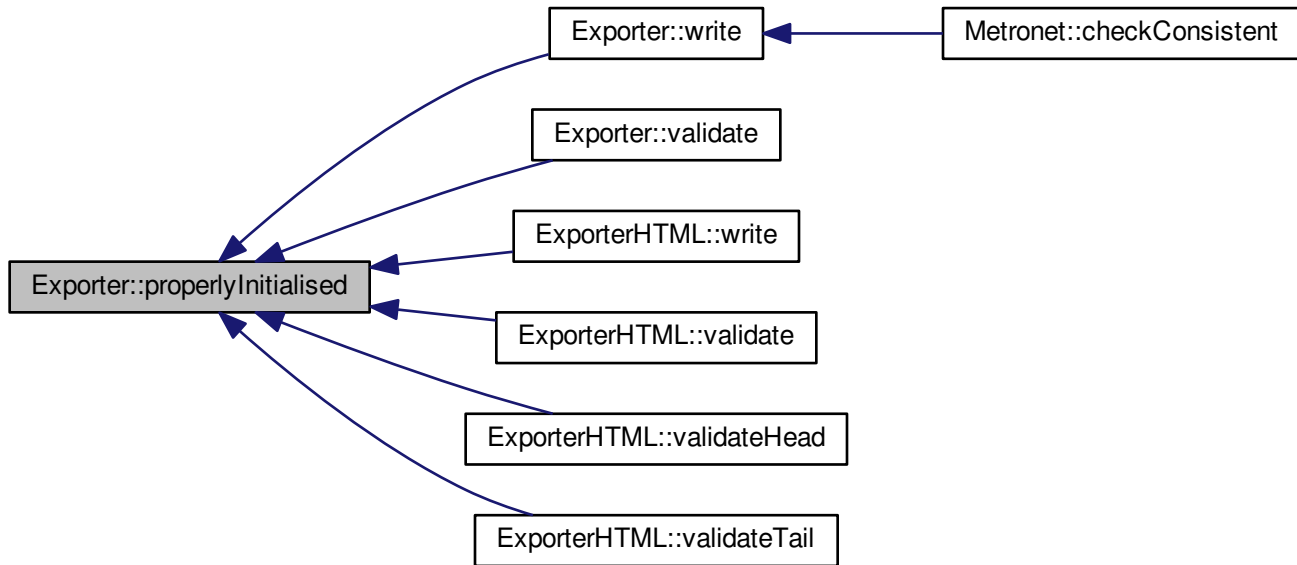 Exporter::write
Metronet::checkConsistent
Exporter::validate
ExporterHTML::write
Exporter::properlyInitialised
ExporterHTML::validate
ExporterHTML::validateHead
ExporterHTML::validateTail